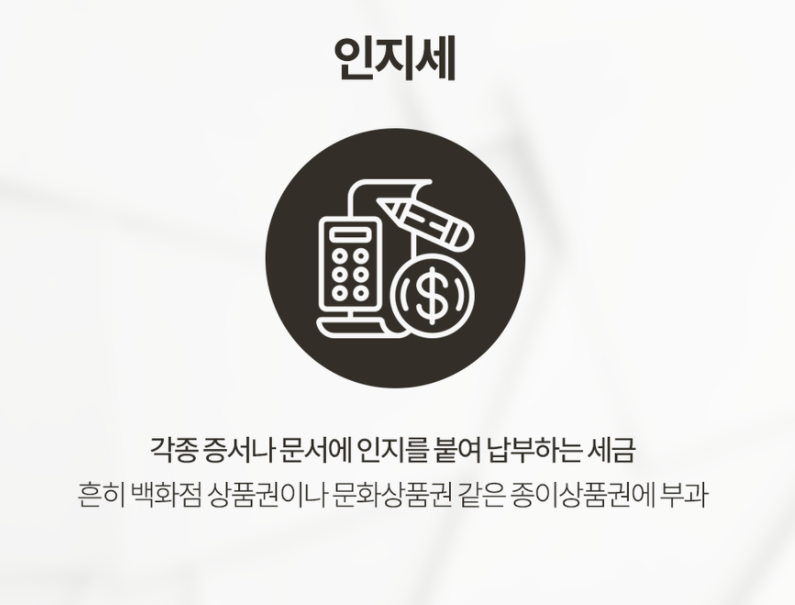 인지세
각종 증서나 문서에 인지를 붙여 납부하는 세금
흔히 백화점 상품권이나 문화상품권 같은 종이상품권에 부과